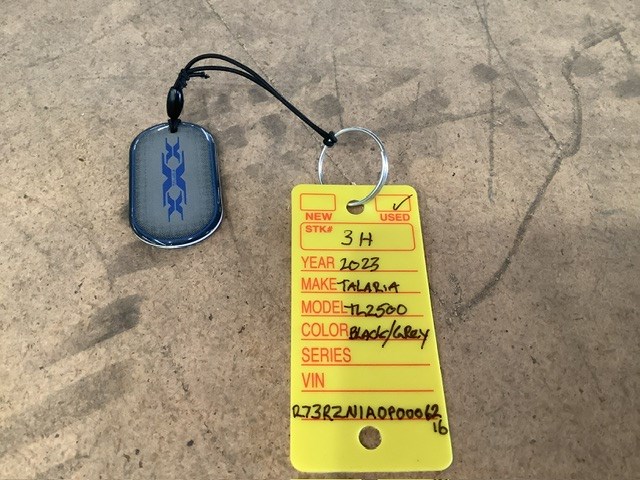 NEW USED ✓
STK# 3H
YEAR 2023
MAKE TALARIA
MODEL TL2500
COLOR BLACK/GREY
SERIES
VIN
R73RZN1A0P00062
16